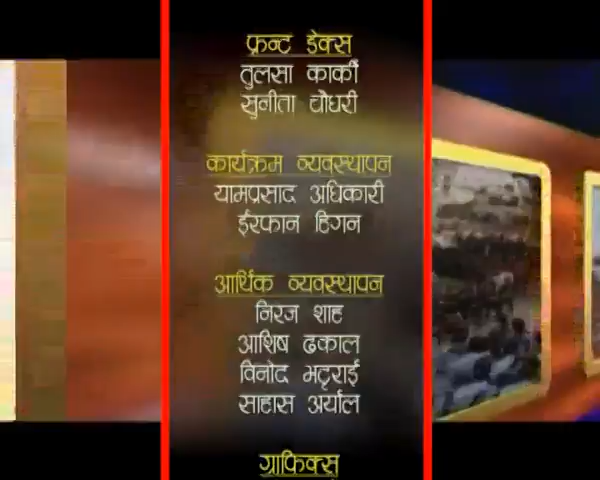 फ्रन्ट डेक्स
तुलसा कार्की
सुनीता चौधरी
कार्यक्रम व्यवस्थापन
यामप्रसाद अधिकारी
ईरफान हिगन
आर्थिक व्यवस्थापन
निरज शाह
आशिष ढकाल
विनोद भट्टराई
साहास अर्याल
ग्राफिक्स